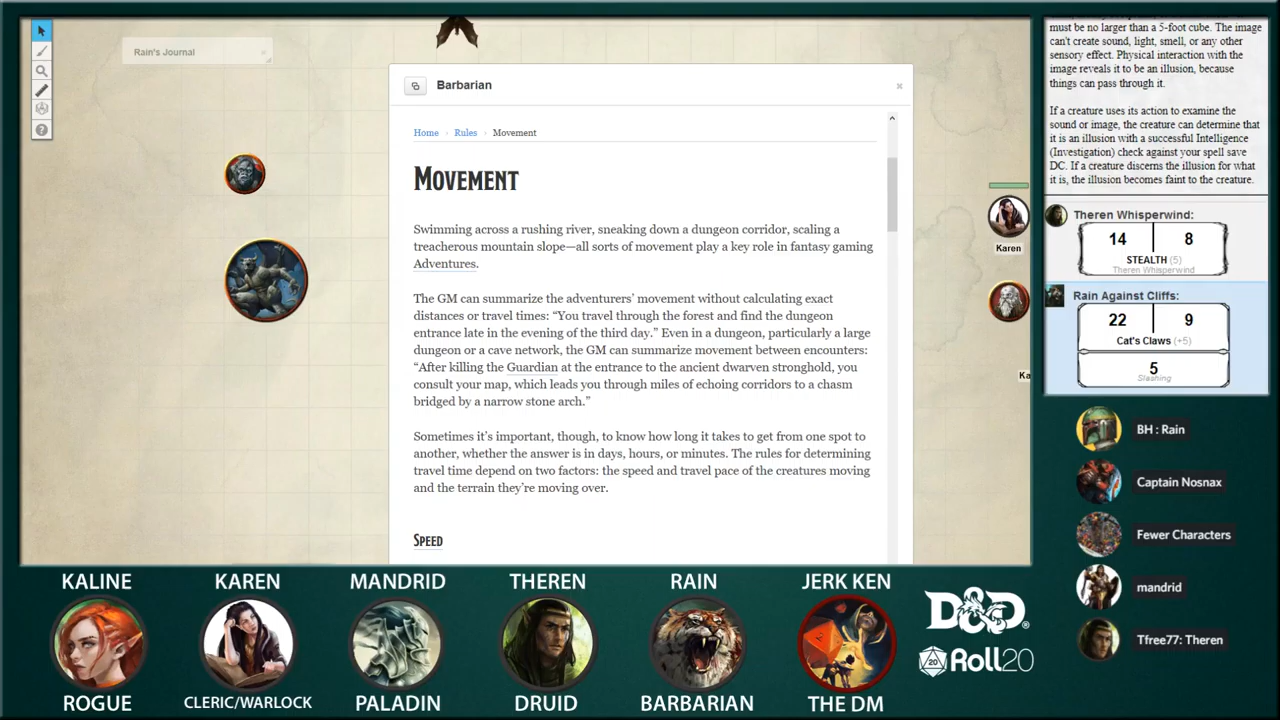 Rain's Journal
Barbarian
Home › Rules › Movement
Movement
Swimming across a rushing river, sneaking down a dungeon corridor, scaling a
treacherous mountain slope—all sorts of movement play a key role in fantasy gaming
Adventures.
The GM can summarize the adventurers' movement without calculating exact
distances or travel times: “You travel through the forest and find the dungeon
entrance late in the evening of the third day.” Even in a dungeon, particularly a large
dungeon or a cave network, the GM can summarize movement between encounters:
“After killing the Guardian at the entrance to the ancient dwarven stronghold, you
consult your map, which leads you through miles of echoing corridors to a chasm
bridged by a narrow stone arch.”
Sometimes it's important, though, to know how long it takes to get from one spot to
another, whether the answer is in days, hours, or minutes. The rules for determining
travel time depend on two factors: the speed and travel pace of the creatures moving
and the terrain they're moving over.
Speed
Karen
Ka
must be no larger than a 5-foot cube. The image
can't create sound, light, smell, or any other
sensory effect. Physical interaction with the
image reveals it to be an illusion, because
things can pass through it.
If a creature uses its action to examine the
sound or image, the creature can determine that
it is an illusion with a successful Intelligence
(Investigation) check against your spell save
DC. If a creature discerns the illusion for what
it is, the illusion becomes faint to the creature.
Theren Whisperwind:
14 8
STEALTH (5)
Theren Whisperwind
Rain Against Cliffs:
22 9
Cat's Claws (+5)
5
Slashing
BH : Rain
Captain Nosnax
Fewer Characters
mandrid
Tfree77: Theren
KALINE KAREN MANDRID THEREN RAIN JERK KEN
ROGUE CLERIC/WARLOCK PALADIN DRUID BARBARIAN THE DM
D&D
20 Roll20